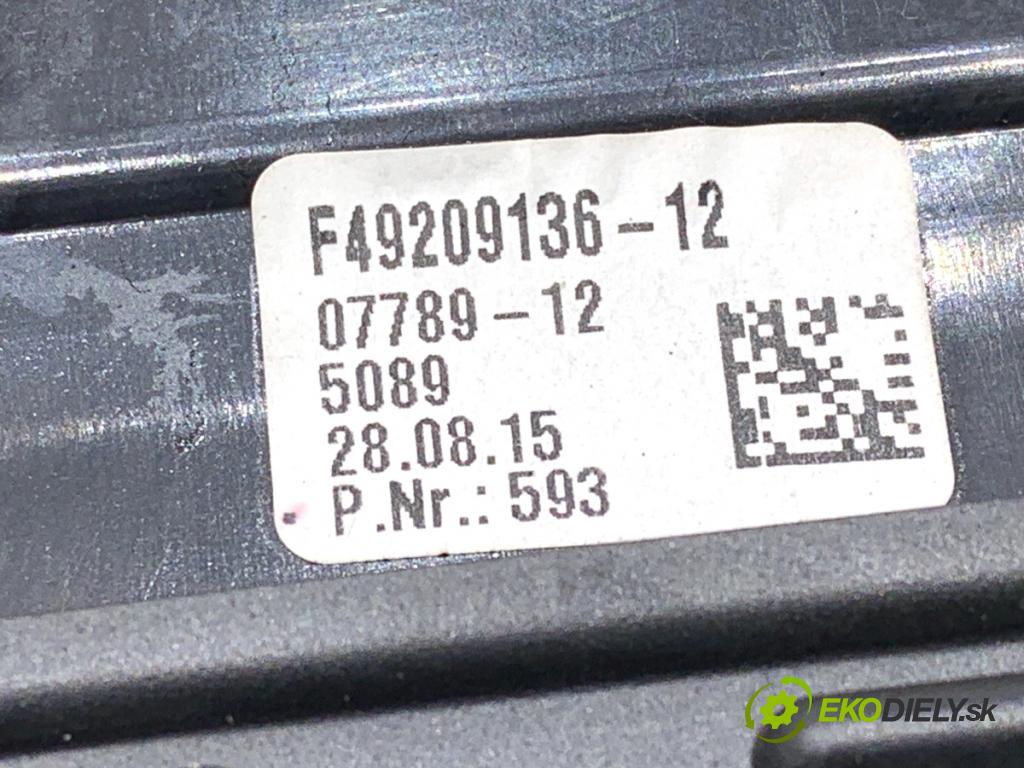 F49209136-12
07789-12
5089
28.08.15
P.Nr.: 593
EKODIELY.sk